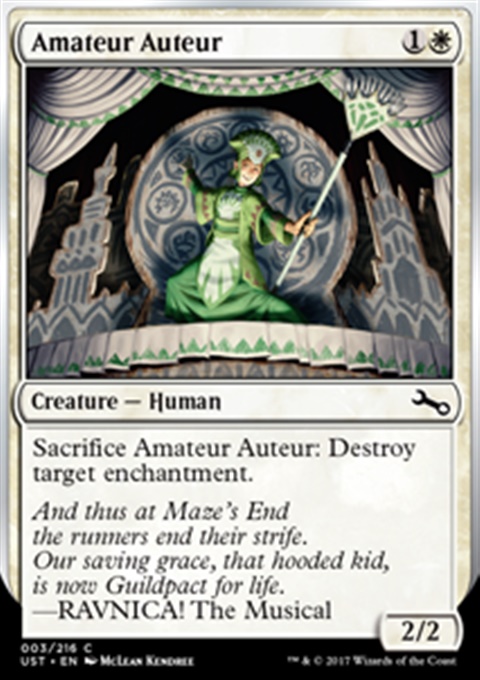 Amateur Auteur 1
Creature — Human
Sacrifice Amateur Auteur: Destroy
target enchantment.
And thus at Maze's End
the runners end their strife.
Our saving grace, that hooded kid,
is now Guildpact for life.
—RAVNICA! The Musical
2/2
003/216 C
UST • EN McLean Kendree
™ & © 2017 Wizards of the Coast